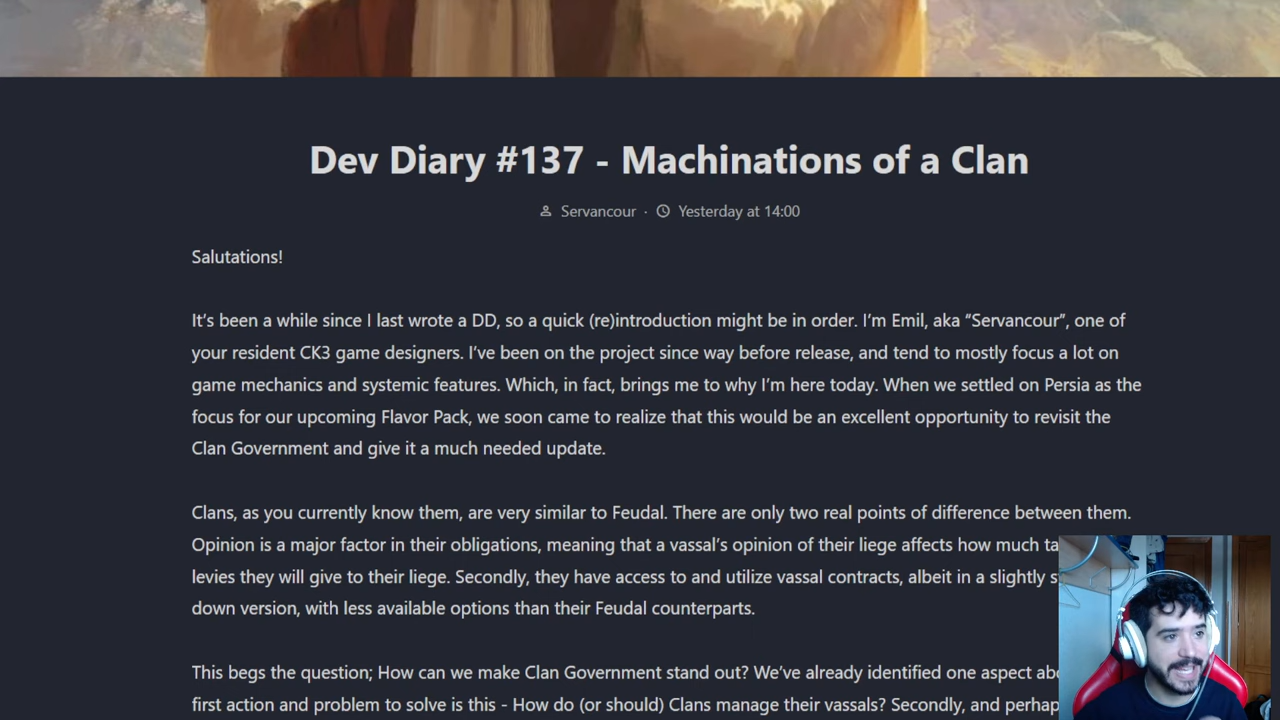 Dev Diary #137 - Machinations of a Clan
Servancour · Yesterday at 14:00
Salutations!
It’s been a while since I last wrote a DD, so a quick (re)introduction might be in order. I’m Emil, aka “Servancour”, one of
your resident CK3 game designers. I’ve been on the project since way before release, and tend to mostly focus a lot on
game mechanics and systemic features. Which, in fact, brings me to why I’m here today. When we settled on Persia as the
focus for our upcoming Flavor Pack, we soon came to realize that this would be an excellent opportunity to revisit the
Clan Government and give it a much needed update.
Clans, as you currently know them, are very similar to Feudal. There are only two real points of difference between them.
Opinion is a major factor in their obligations, meaning that a vassal’s opinion of their liege affects how much
levies they will give to their liege. Secondly, they have access to and utilize vassal contracts, albeit in a slightly
down version, with less available options than their Feudal counterparts.
This begs the question; How can we make Clan Government stand out? We’ve already identified one aspect
first action and problem to solve is this - How do (or should) Clans manage their vassals? Secondly, and